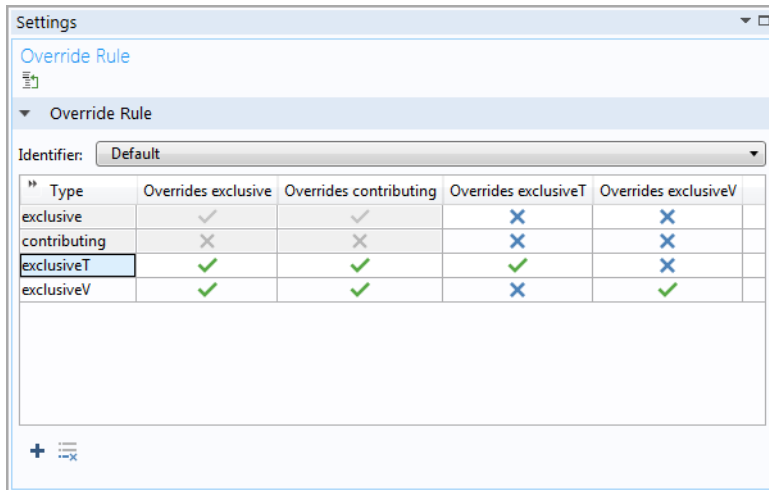 Settings
Override Rule
Override Rule
Identifier: Default
Type Overrides exclusive Overrides contributing Overrides exclusiveT Overrides exclusiveV
exclusive
contributing
exclusiveT
exclusiveV